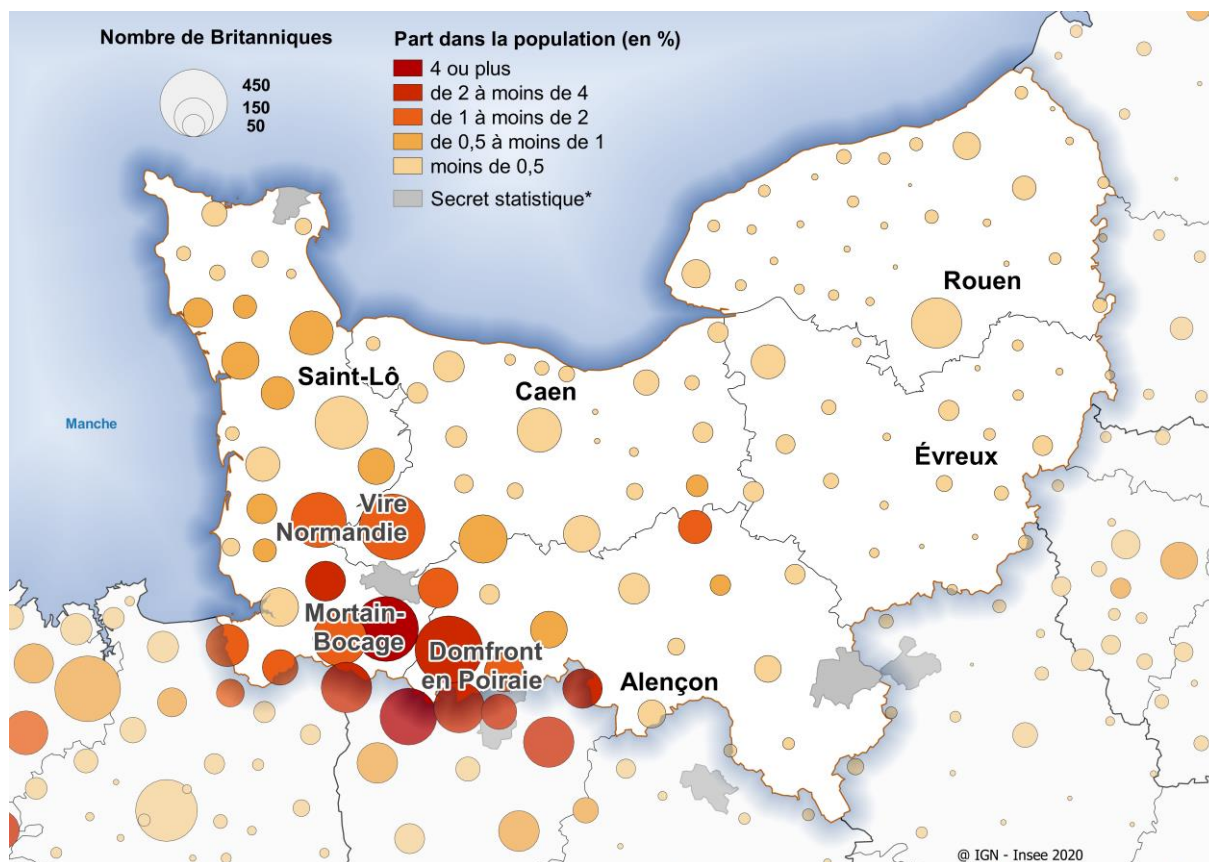 Nombre de Britanniques
450
150
50
Part dans la population (en %)
4 ou plus
de 2 à moins de 4
de 1 à moins de 2
de 0,5 à moins de 1
moins de 0,5
Secret statistique*
Rouen
Saint-Lô
Caen
Manche
Évreux
Vire
Normandie
Mortain-
Bocage
Domfront
en Poiraie
Alençon
@ IGN - Insee 2020